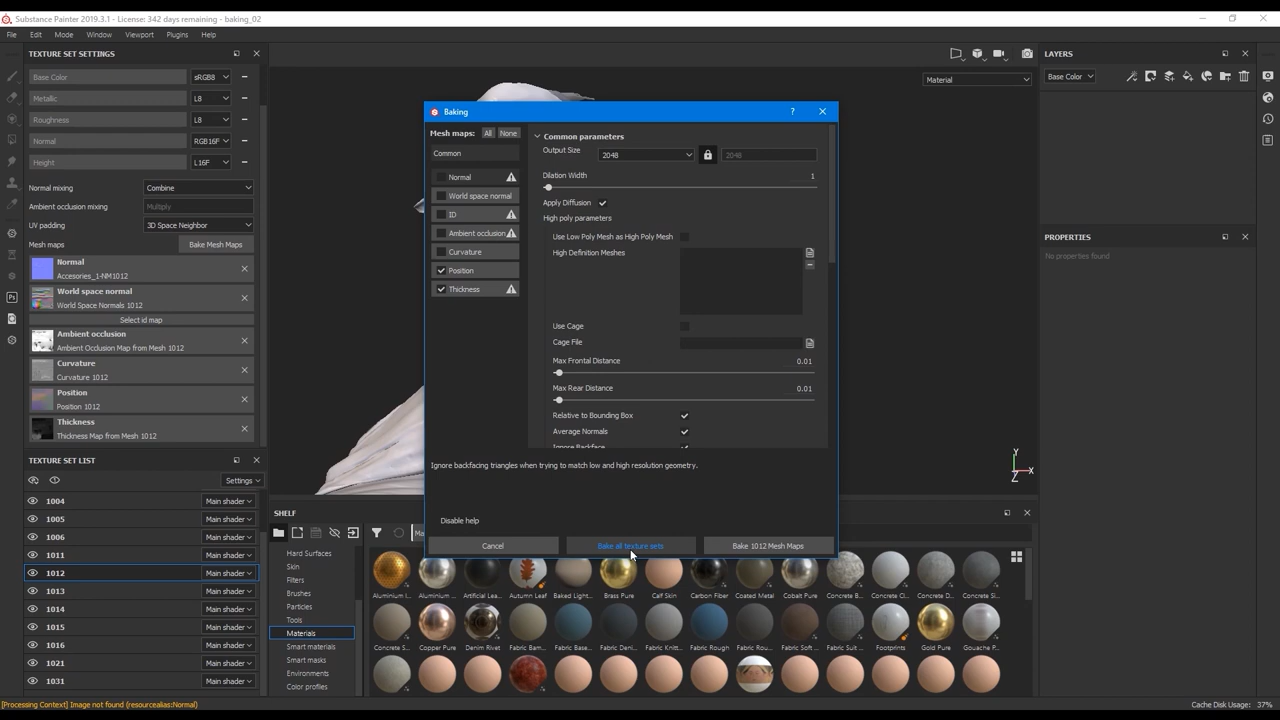 Substance Painter 2019.3.1 - License: 342 days remaining - baking_02
File Edit Mode Window Viewport Plugins Help
TEXTURE SET SETTINGS
Base Color sRGB8
Metallic L8
Roughness L8
Normal RGB16F
Height L16F
Normal mixing Combine
Ambient occlusion mixing Multiply
UV padding 3D Space Neighbor
Mesh maps Bake Mesh Maps
Normal
Accesories_1-NM1012
World space normal
World Space Normals 1012
Select id map
Ambient occlusion
Ambient Occlusion Map from Mesh 1012
Curvature
Curvature 1012
Position
Position 1012
Thickness
Thickness Map from Mesh 1012
TEXTURE SET LIST
Settings
1004 Main shader
1005 Main shader
1006 Main shader
1011 Main shader
1012 Main shader
1013 Main shader
1014 Main shader
1015 Main shader
1016 Main shader
1021 Main shader
1031 Main shader
[Processing Context] Image not found (resourcealias:Normal)
Material
Baking
?
Mesh maps: All None
Common
Normal
World space normal
ID
Ambient occlusion
Curvature
Position
Thickness
Common parameters
Output Size 2048 2048
Dilation Width 1
Apply Diffusion
High poly parameters
Use Low Poly Mesh as High Poly Mesh
High Definition Meshes
Use Cage
Cage File
Max Frontal Distance 0.01
Max Rear Distance 0.01
Relative to Bounding Box
Average Normals
Ignore Backface
Ignore backfacing triangles when trying to match low and high resolution geometry.
Disable help
Cancel Bake all texture sets Bake 1012 Mesh Maps
Y
X
Z
LAYERS
Base Color
PROPERTIES
No properties found
SHELF
Ma
Hard Surfaces
Skin
Filters
Brushes
Particles
Tools
Materials
Smart materials
Smart masks
Environments
Color profiles
Ps
Aluminium I... Aluminium ... Artificial Lea... Autumn Leaf Baked Light... Brass Pure Calf Skin Carbon Fiber Coated Metal Cobalt Pure Concrete B... Concrete Cl... Concrete D... Concrete Si...
Concrete S... Copper Pure Denim Rivet Fabric Bam... Fabric Base... Fabric Deni... Fabric Knitt... Fabric Rough Fabric Rou... Fabric Soft ... Fabric Suit ... Footprints Gold Pure Gouache P...
Cache Disk Usage: 37%